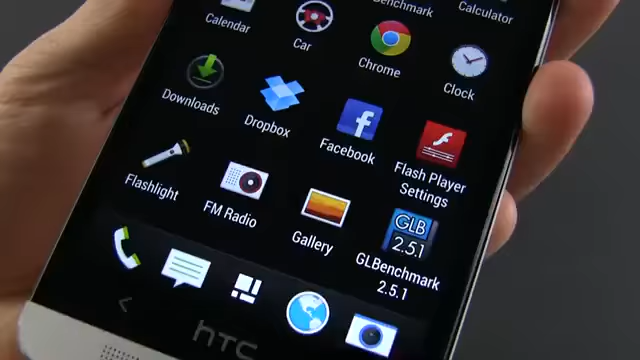 Calendar
Car
Benchmark
Calculator
Chrome
Clock
Downloads
Dropbox
Facebook
Flash Player
Settings
Flashlight
FM Radio
Gallery
GLB
2.5.1
GLBenchmark
2.5.1
hTC